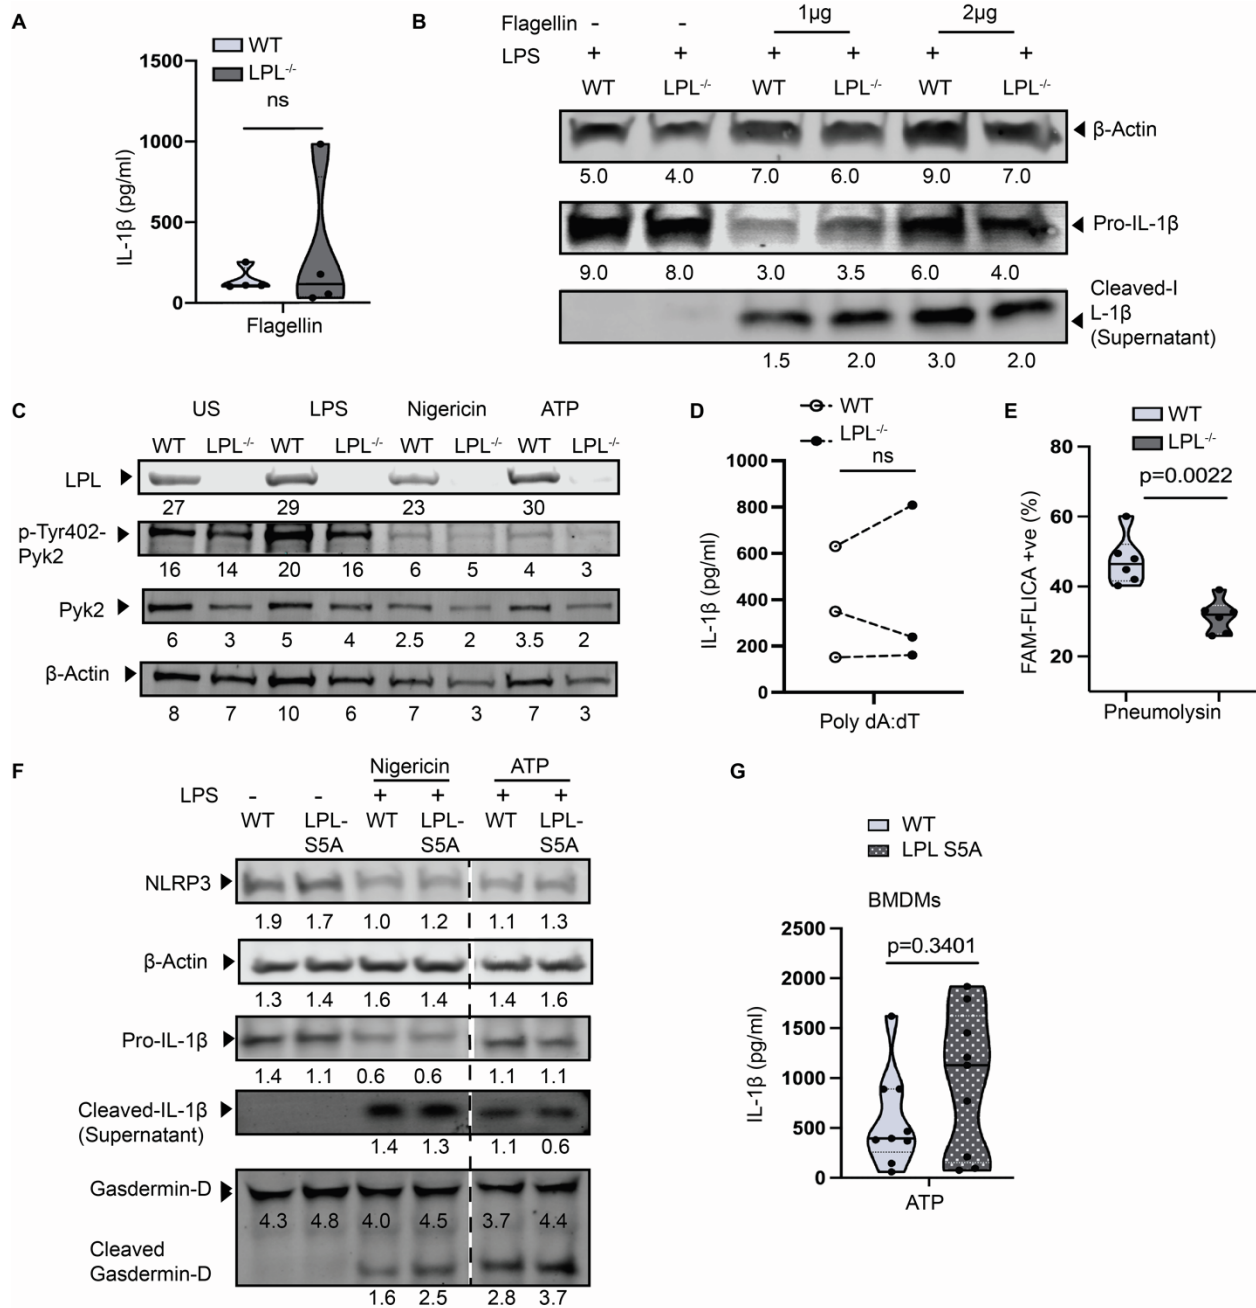 A
WT
LPL-/-
ns
1500
1000
500
0
IL-1β (pg/ml)
Flagellin
B
Flagellin - - 1µg 2µg
LPS + + + + + +
WT LPL-/- WT LPL-/- WT LPL-/-
β-Actin
5.0 4.0 7.0 6.0 9.0 7.0
Pro-IL-1β
9.0 8.0 3.0 3.5 6.0 4.0
Cleaved-I
L-1β
(Supernatant)
1.5 2.0 3.0 2.0
C
US LPS Nigericin ATP
WT LPL-/- WT LPL-/- WT LPL-/- WT LPL-/-
LPL
27 29 23 30
p-Tyr402-
Pyk2
16 14 20 16 6 5 4 3
Pyk2
6 3 5 4 2.5 2 3.5 2
β-Actin
8 7 10 6 7 3 7 3
D
WT
LPL-/-
ns
1000
800
600
400
200
0
IL-1β (pg/ml)
Poly dA:dT
E
WT
LPL-/-
p=0.0022
80
60
40
20
FAM-FLICA +ve (%)
Pneumolysin
F
Nigericin ATP
LPS - - + + + +
WT LPL- WT LPL- WT LPL-
S5A S5A S5A
NLRP3
1.9 1.7 1.0 1.2 1.1 1.3
β-Actin
1.3 1.4 1.6 1.4 1.4 1.6
Pro-IL-1β
1.4 1.1 0.6 0.6 1.1 1.1
Cleaved-IL-1β
(Supernatant)
1.4 1.3 1.1 0.6
Gasdermin-D
4.3 4.8 4.0 4.5 3.7 4.4
Cleaved
Gasdermin-D
1.6 2.5 2.8 3.7
G
WT
LPL S5A
BMDMs
p=0.3401
2500
2000
1500
1000
500
0
IL-1β (pg/ml)
ATP